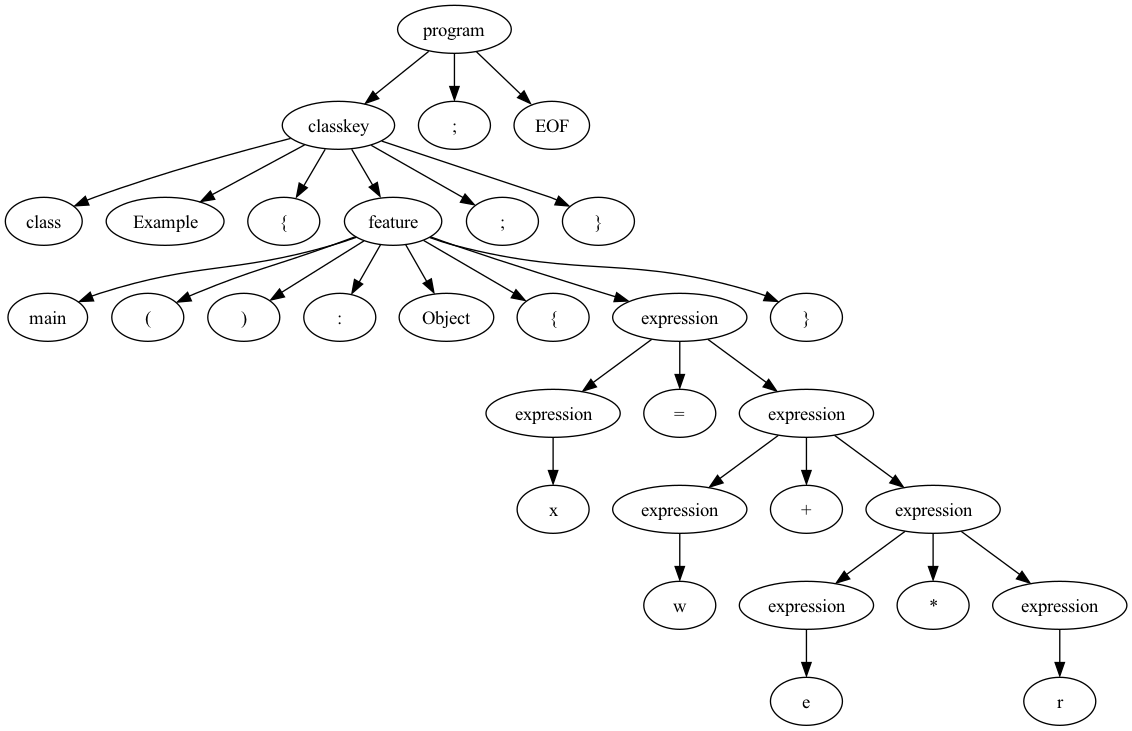 program
classkey ; EOF
class Example { feature ; }
main ( ) : Object { expression }
expression = expression
x expression + expression
w expression * expression
e r